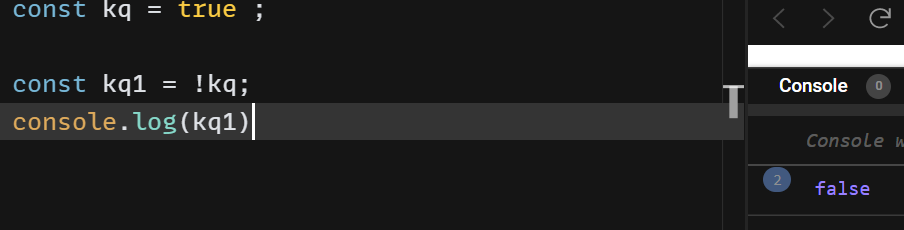 const kq = true ;
const kq1 = !kq;
console.log(kq1)
Console 0
Console w
2 false